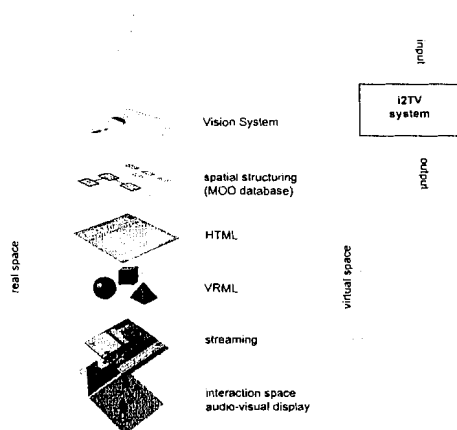 input
i2TV
system
Vision System
output
spatial structuring
(MOO database)
HTML
real space
virtual space
VRML
streaming
interaction space
audio-visual display